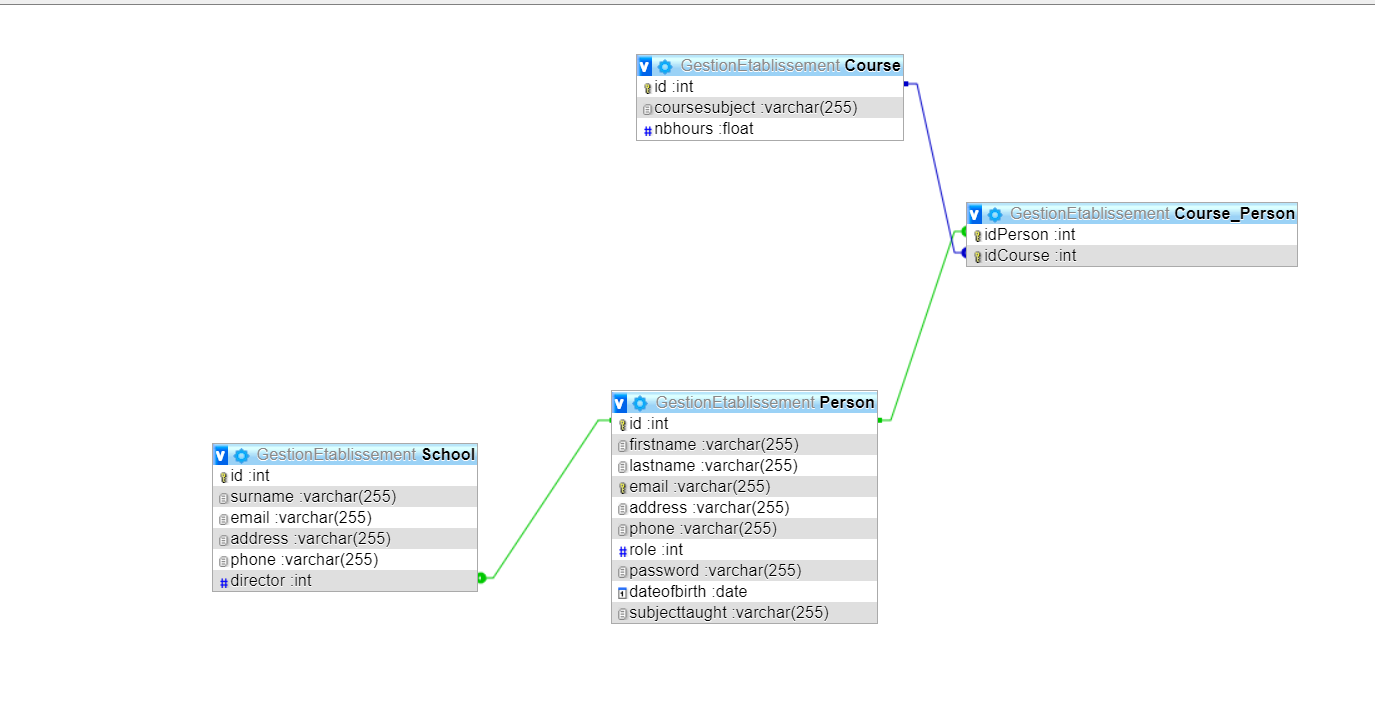 V GestionEtablissement Course
id :int
coursesubject :varchar(255)
# nbhours :float
V GestionEtablissement Course_Person
idPerson :int
idCourse :int
V GestionEtablissement Person
id :int
firstname :varchar(255)
lastname :varchar(255)
email :varchar(255)
address :varchar(255)
phone :varchar(255)
# role :int
password :varchar(255)
dateofbirth :date
subjecttaught :varchar(255)
V GestionEtablissement School
id :int
surname :varchar(255)
email :varchar(255)
address :varchar(255)
phone :varchar(255)
# director :int